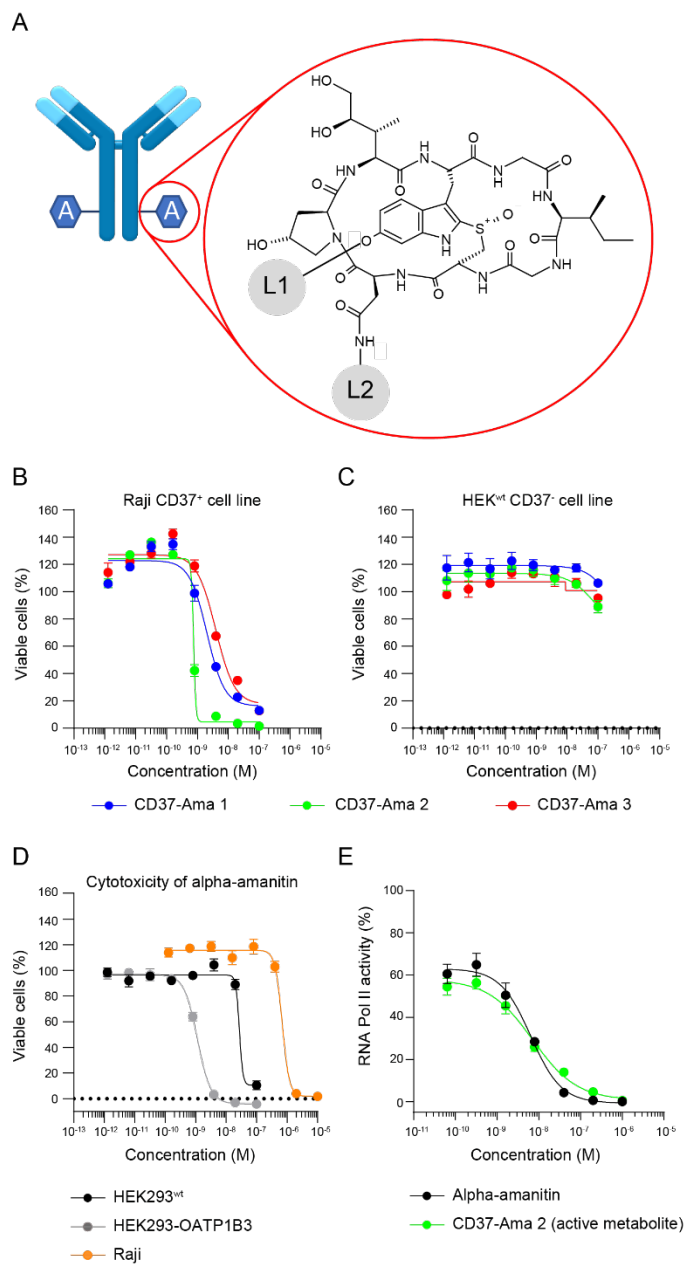 A
A
A
HO
HO
O
H
N
O
N
H
O
N
H
O
HO
N
O
S
+
O
-
N
H
O
L1
O
H
N
O
N
H
O
NH
O
O
NH
L2
B
Raji CD37+ cell line
Viable cells (%)
160
140
120
100
80
60
40
20
0
10-13 10-12 10-11 10-10 10-9 10-8 10-7 10-6 10-5
Concentration (M)
C
HEKwt CD37- cell line
Viable cells (%)
160
140
120
100
80
60
40
20
0
10-13 10-12 10-11 10-10 10-9 10-8 10-7 10-6 10-5
Concentration (M)
CD37-Ama 1 CD37-Ama 2 CD37-Ama 3
D
Cytotoxicity of alpha-amanitin
Viable cells (%)
160
140
120
100
80
60
40
20
0
10-13 10-12 10-11 10-10 10-9 10-8 10-7 10-6 10-5
Concentration (M)
HEK293wt
HEK293-OATP1B3
Raji
E
RNA Pol II activity (%)
100
80
60
40
20
0
10-11 10-10 10-9 10-8 10-7 10-6 10-5
Concentration (M)
Alpha-amanitin
CD37-Ama 2 (active metabolite)